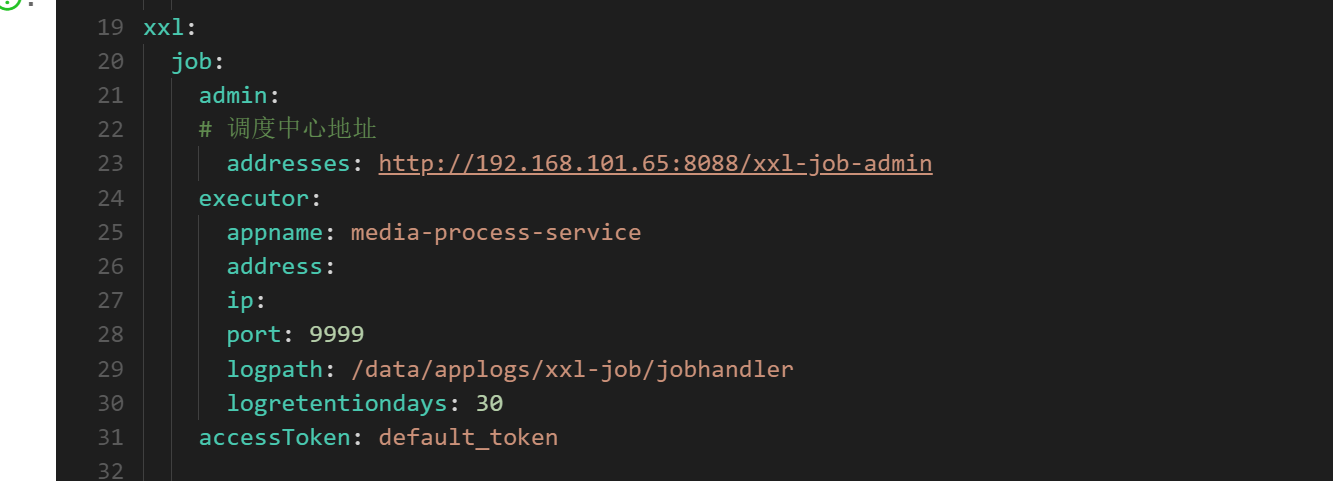 19 xxl:
20 job:
21 admin:
22 # 调度中心地址
23 addresses: http://192.168.101.65:8088/xxl-job-admin
24 executor:
25 appname: media-process-service
26 address:
27 ip:
28 port: 9999
29 logpath: /data/applogs/xxl-job/jobhandler
30 logretentiondays: 30
31 accessToken: default_token
32